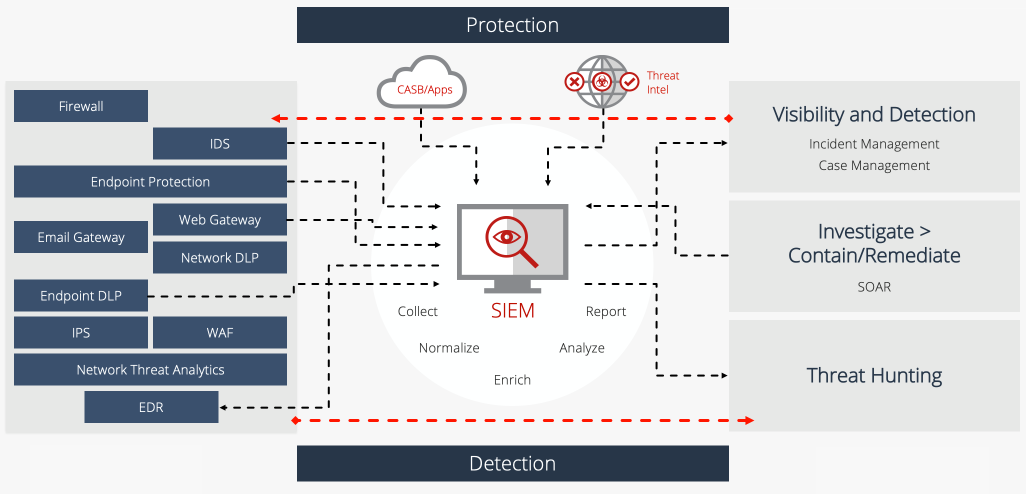 Protection
CASB/Apps
Threat
Intel
Firewall
IDS
Endpoint Protection
Web Gateway
Email Gateway
Network DLP
Endpoint DLP
IPS
WAF
Network Threat Analytics
EDR
SIEM
Collect
Report
Normalize
Analyze
Enrich
Visibility and Detection
Incident Management
Case Management
Investigate >
Contain/Remediate
SOAR
Threat Hunting
Detection